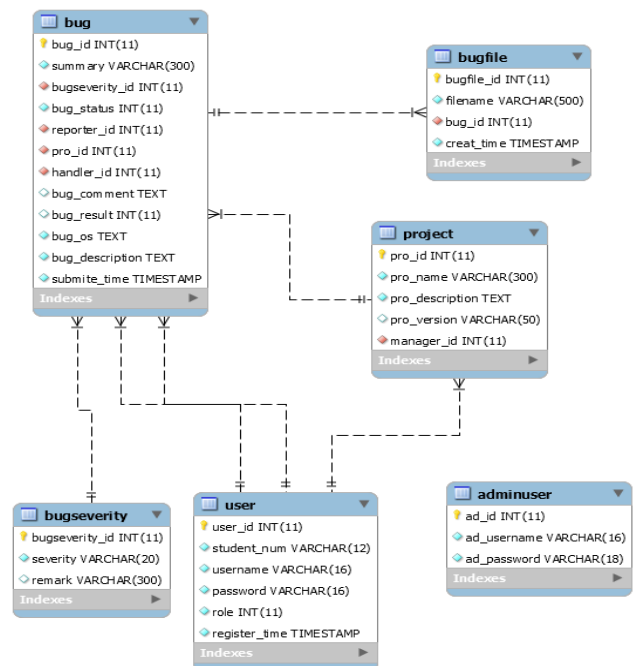 bug
bug_id INT(11)
summary VARCHAR(300)
bugseverity_id INT(11)
bug_status INT(11)
reporter_id INT(11)
pro_id INT(11)
handler_id INT(11)
bug_comment TEXT
bug_result INT(11)
bug_os TEXT
bug_description TEXT
submite_time TIMESTAMP
Indexes
bugfile
bugfile_id INT(11)
filename VARCHAR(500)
bug_id INT(11)
creat_time TIMESTAMP
Indexes
project
pro_id INT(11)
pro_name VARCHAR(300)
pro_description TEXT
pro_version VARCHAR(50)
manager_id INT(11)
Indexes
bugseverity
bugseverity_id INT(11)
severity VARCHAR(20)
remark VARCHAR(300)
Indexes
user
user_id INT(11)
student_num VARCHAR(12)
username VARCHAR(16)
password VARCHAR(16)
role INT(11)
register_time TIMESTAMP
Indexes
adminuser
ad_id INT(11)
ad_username VARCHAR(16)
ad_password VARCHAR(18)
Indexes